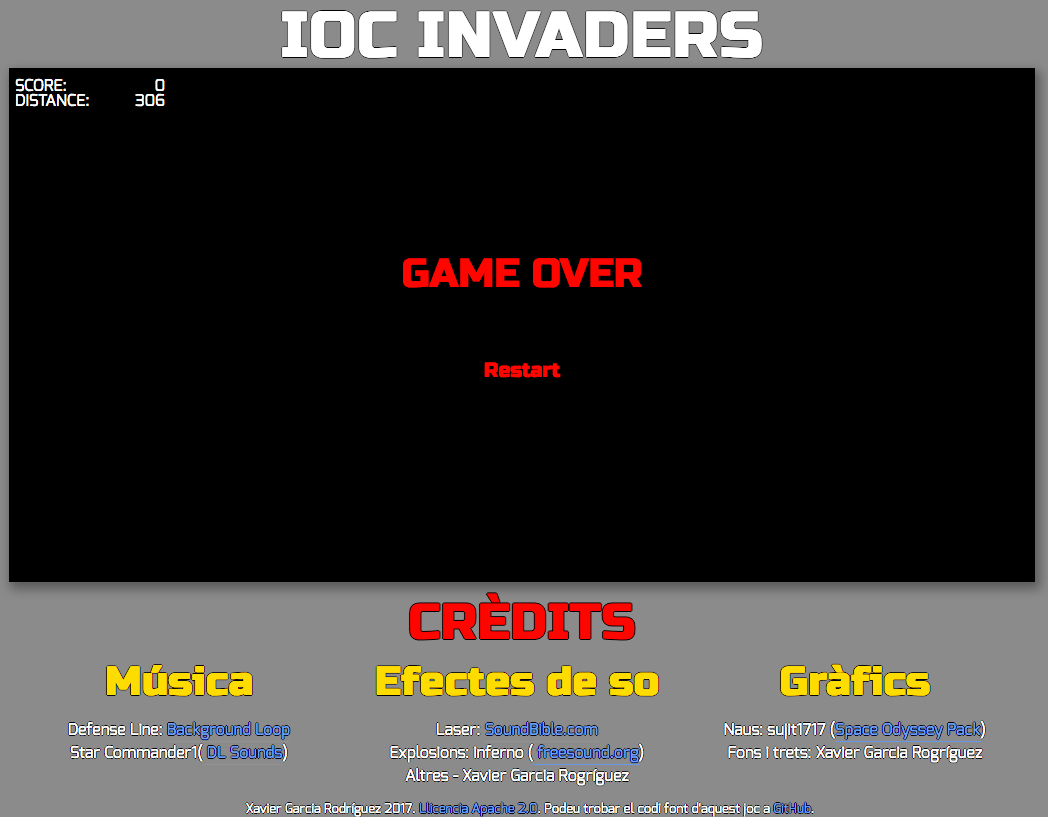 IOC INVADERS
SCORE: 0
DISTANCE: 306
GAME OVER
Restart
CRÈDITS
Música
Defense Line: Background Loop
Star Commander1( DL Sounds)
Efectes de so
Laser: SoundBible.com
Explosions: Inferno ( freesound.org)
Altres - Xavier Garcia Rogríguez
Gràfics
Naus: sujit1717 (Space Odyssey Pack)
Fons i trets: Xavier Garcia Rogríguez
Xavier Garcia Rodríguez 2017. Llicencia Apache 2.0. Podeu trobar el codi font d'aquest joc a GitHub.